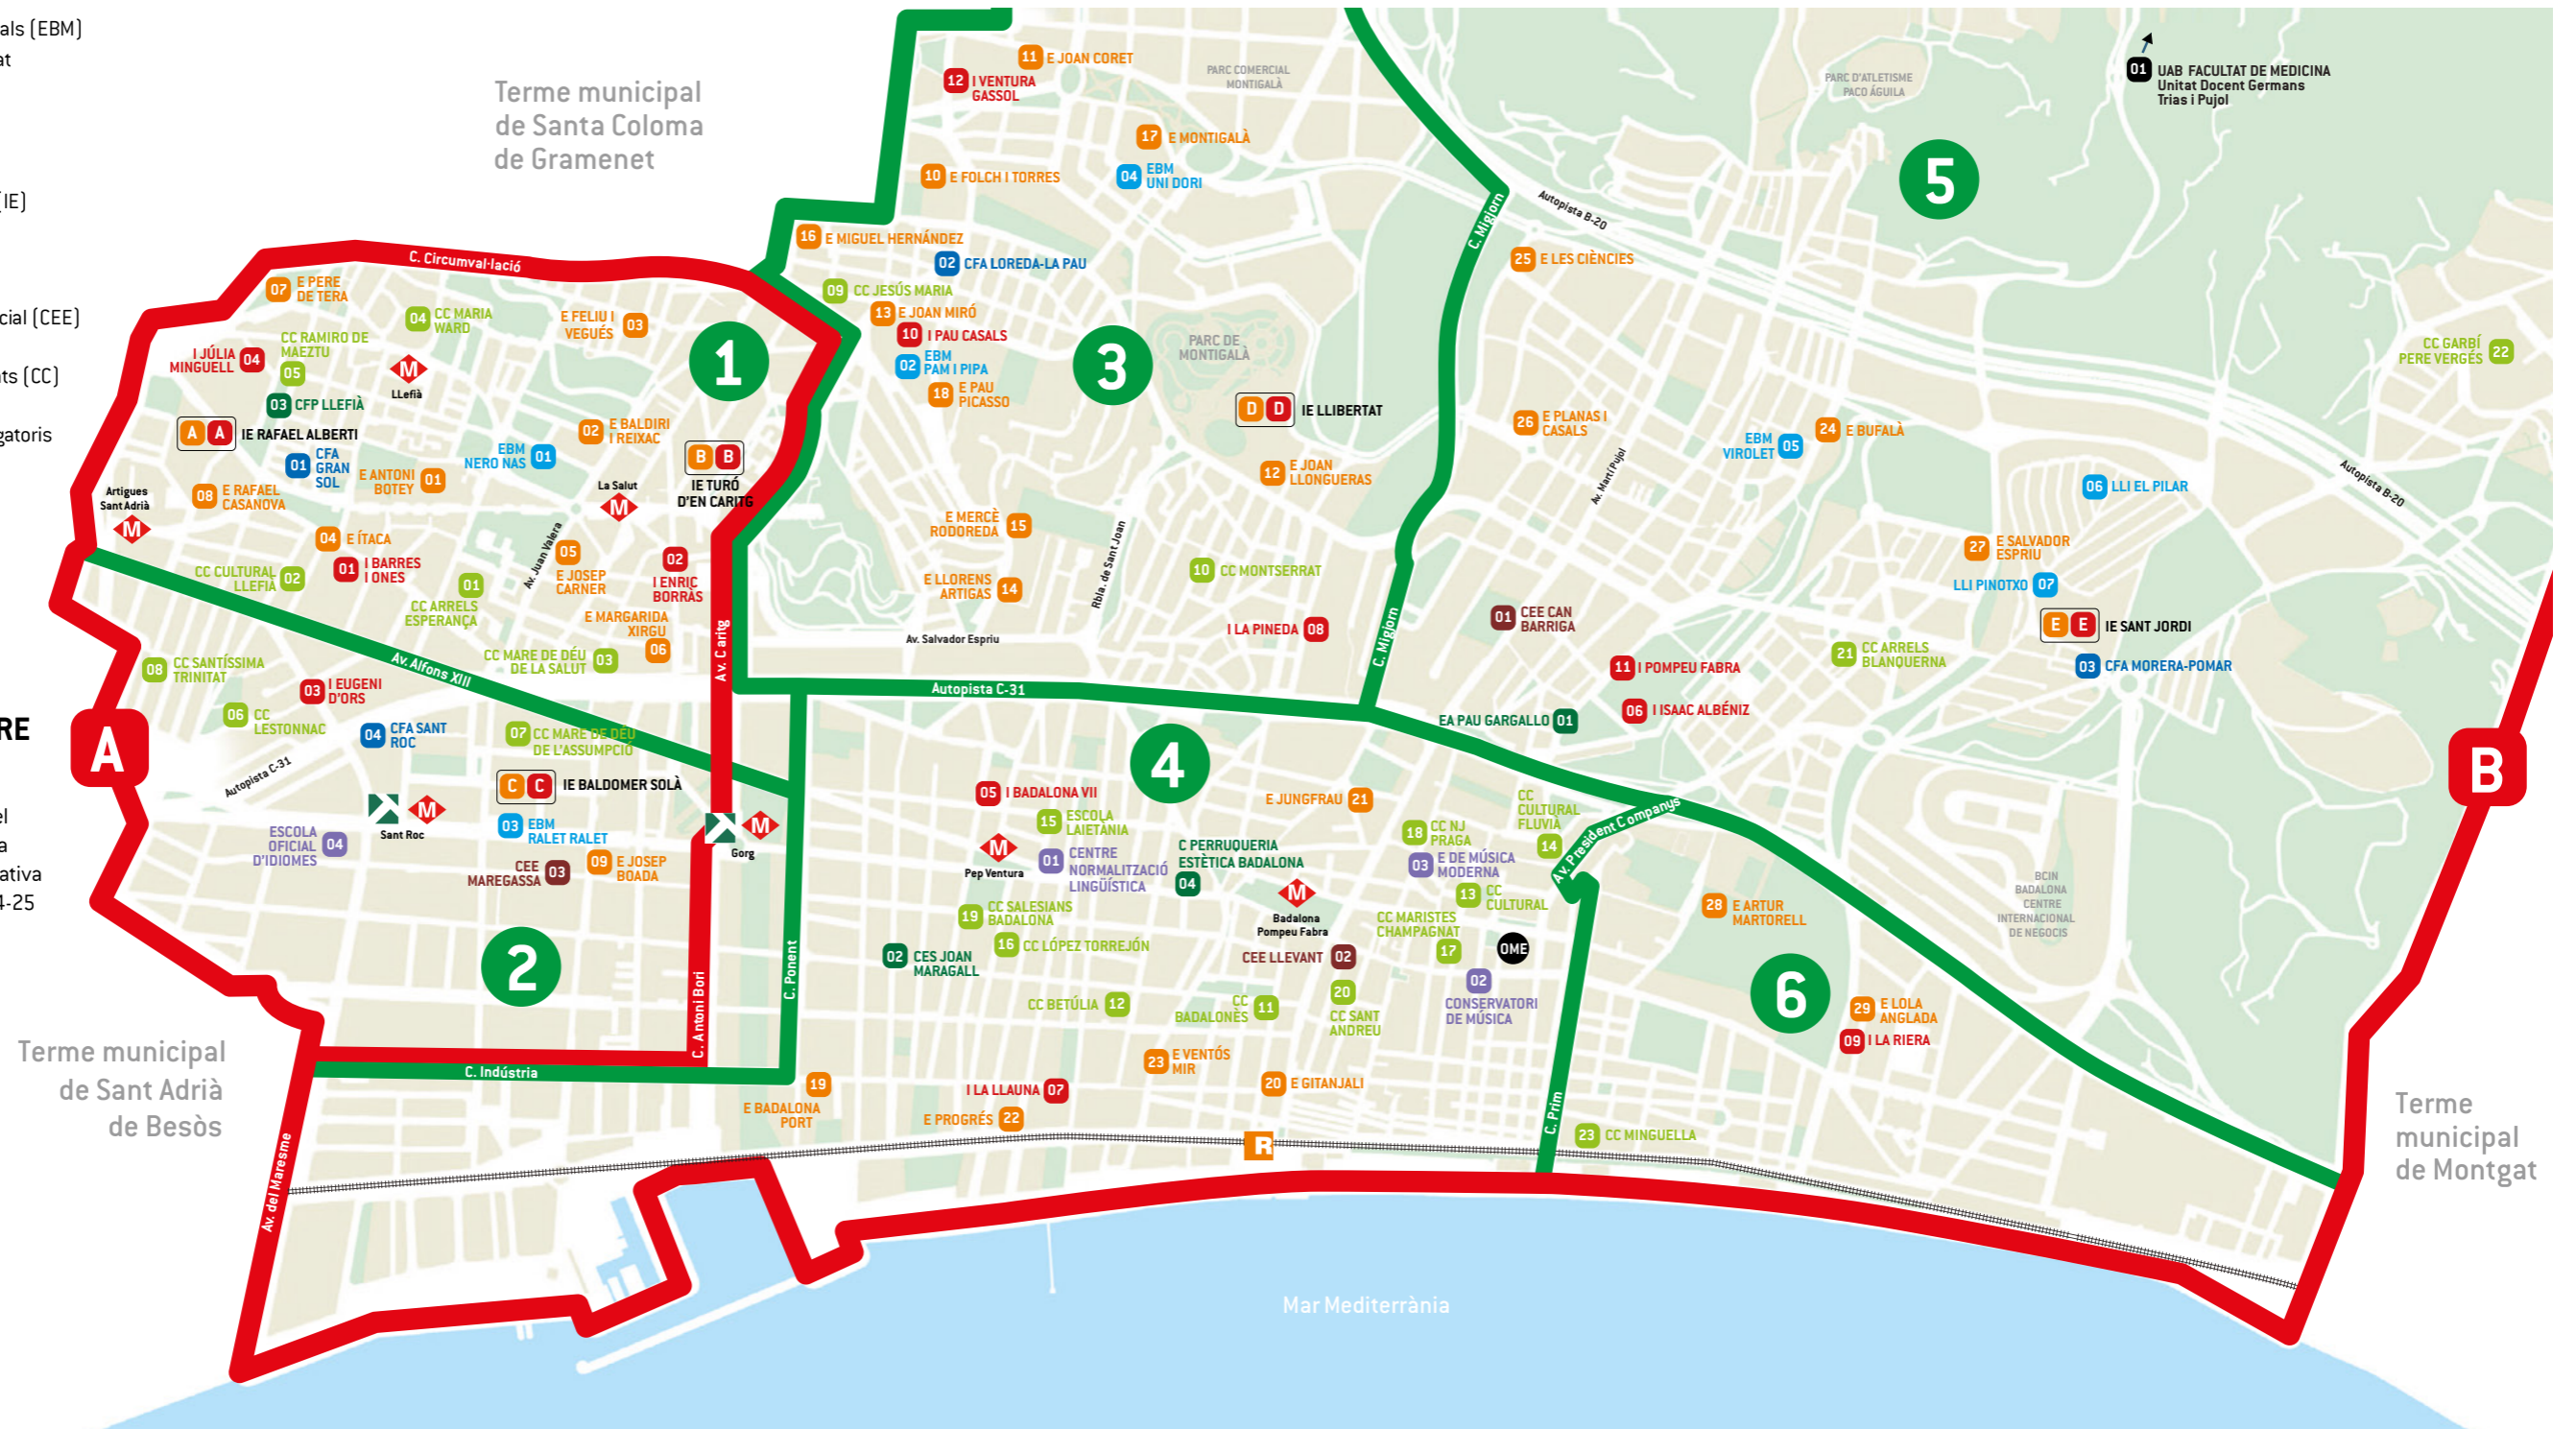 als (EBM)
at
(IE)
cial (CEE)
ts (CC)
gatoris
RE
el
a
ativa
4-25
Terme municipal
de Santa Coloma
de Gramenet
Terme municipal
de Sant Adrià
de Besòs
Terme
municipal
de Montgat
Mar Mediterrània
A
B
1
2
3
4
5
6
C. Circumval·lació
07 E PERE
DE TERA
04 CC MARIA
WARD
E FELIU I
VEGUÉS 03
CC RAMIRO DE
MAEZTU
05
I JÚLIA
MINGUELL 04
M
LLefià
03 CFP LLEFIÀ
A A IE RAFAEL ALBERTI
01 CFA
GRAN
SOL
E ANTONI
BOTEY 01
EBM
NERO NAS 01
02 E BALDIRI
I REIXAC
B B
IE TURÓ
D'EN CARITG
La Salut
M
Artigues
Sant Adrià
M
08 E RAFAEL
CASANOVA
04 E ÍTACA
01 I BARRES
I ONES
CC CULTURAL
LLEFIÀ 02
01
CC ARRELS
ESPERANÇA
Av. Juan Valera
05
E JOSEP
CARNER
02
I ENRIC
BORRÀS
E MARGARIDA
XIRGU
06
CC MARE DE DÉU
DE LA SALUT 03
Av. Caritg
Av. Alfons XIII
08 CC SANTÍSSIMA
TRINITAT
03 I EUGENI
D'ORS
06 CC
LESTONNAC
04 CFA SANT
ROC
07 CC MARE DE DÉU
DE L'ASSUMPCIÓ
Autopista C-31
C C IE BALDOMER SOLÀ
M
Sant Roc
03 EBM
RALET RALET
M
Gorg
ESCOLA
OFICIAL
D'IDIOMES 04
CEE
MAREGASSA 03
09 E JOSEP
BOADA
C. Antoni Bori
C. Ponent
C. Indústria
Av. del Maresme
11 E JOAN CORET
12 I VENTURA
GASSOL
PARC COMERCIAL
MONTIGALÀ
17 E MONTIGALÀ
10 E FOLCH I TORRES
04 EBM
UNI DORI
16 E MIGUEL HERNÁNDEZ
02 CFA LOREDA-LA PAU
09 CC JESÚS MARIA
13 E JOAN MIRÓ
10 I PAU CASALS
02 EBM
PAM I PIPA
18 E PAU
PICASSO
PARC DE
MONTIGALÀ
D D IE LLIBERTAT
12 E JOAN
LLONGUERAS
E MERCÈ
RODOREDA 15
E LLORENS
ARTIGAS 14
Rbla. de Sant Joan
10 CC MONTSERRAT
I LA PINEDA 08
Av. Salvador Espriu
Autopista C-31
C. Migjorn
C. Migjorn
Autopista B-20
PARC D'ATLETISME
PACO ÁGUILA
01 UAB FACULTAT DE MEDICINA
Unitat Docent Germans
Trias i Pujol
25 E LES CIÈNCIES
CC GARBÍ
PERE VERGÉS 22
26 E PLANAS I
CASALS
Av. Martí Pujol
EBM
VIROLET 05
24 E BUFALÀ
Autopista B-20
06 LLI EL PILAR
27 E SALVADOR
ESPRIU
LLI PINOTXO 07
E E IE SANT JORDI
03 CFA MORERA-POMAR
01 CEE CAN
BARRIGA
21 CC ARRELS
BLANQUERNA
11 I POMPEU FABRA
06 I ISAAC ALBÉNIZ
EA PAU GARGALLO 01
05 I BADALONA VII
15 ESCOLA
LAIETÀNIA
M
Pep Ventura
01 CENTRE
NORMALITZACIÓ
LINGÜÍSTICA
E JUNGFRAU 21
C PERRUQUERIA
ESTÈTICA BADALONA
04
M
Badalona
Pompeu Fabra
18 CC NJ
PRAGA
03 E DE MÚSICA
MODERNA
CC
CULTURAL
FLUVIÀ
14
Av. President Companys
13 CC
CULTURAL
CC MARISTES
CHAMPAGNAT
17
OME
19 CC SALESIANS
BADALONA
16 CC LÓPEZ TORREJÓN
02 CES JOAN
MARAGALL
CEE LLEVANT 02
02
CONSERVATORI
DE MÚSICA
CC BETÚLIA 12
CC
BADALONÈS 11
20
CC SANT
ANDREU
23 E VENTÓS
MIR
20 E GITANJALI
I LA LLAUNA 07
19
E BADALONA
PORT
E PROGRÉS 22
R
C. Prim
28 E ARTUR
MARTORELL
BCIN
BADALONA
CENTRE
INTERNACIONAL
DE NEGOCIS
29 E LOLA
ANGLADA
09 I LA RIERA
23 CC MINGUELLA